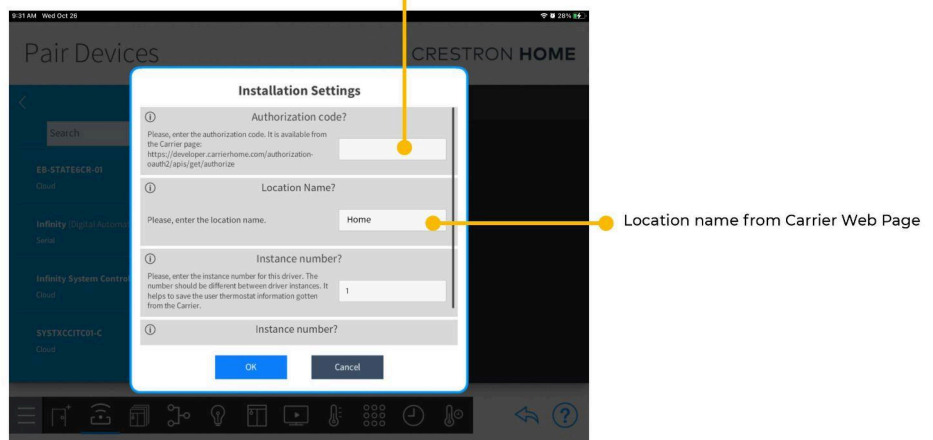 9:31 AM Wed Oct 26
28%
Pair Devices
CRESTRON HOME
Installation Settings
Authorization code?
Please, enter the authorization code. It is available from
the Carrier page:
https://developer.carrierhome.com/authorization-
oauth2/apis/get/authorize
Location Name?
Please, enter the location name.
Home
Location name from Carrier Web Page
Instance number?
Please, enter the instance number for this driver. The
number should be different between driver instances. It
helps to save the user thermostat information gotten
from the Carrier.
1
Instance number?
OK
Cancel
Search
EB-STATE6CR-01
Cloud
Infinity (Digital Automa
Serial
Infinity System Control
Cloud
SYSTXCCITC01-C
Cloud